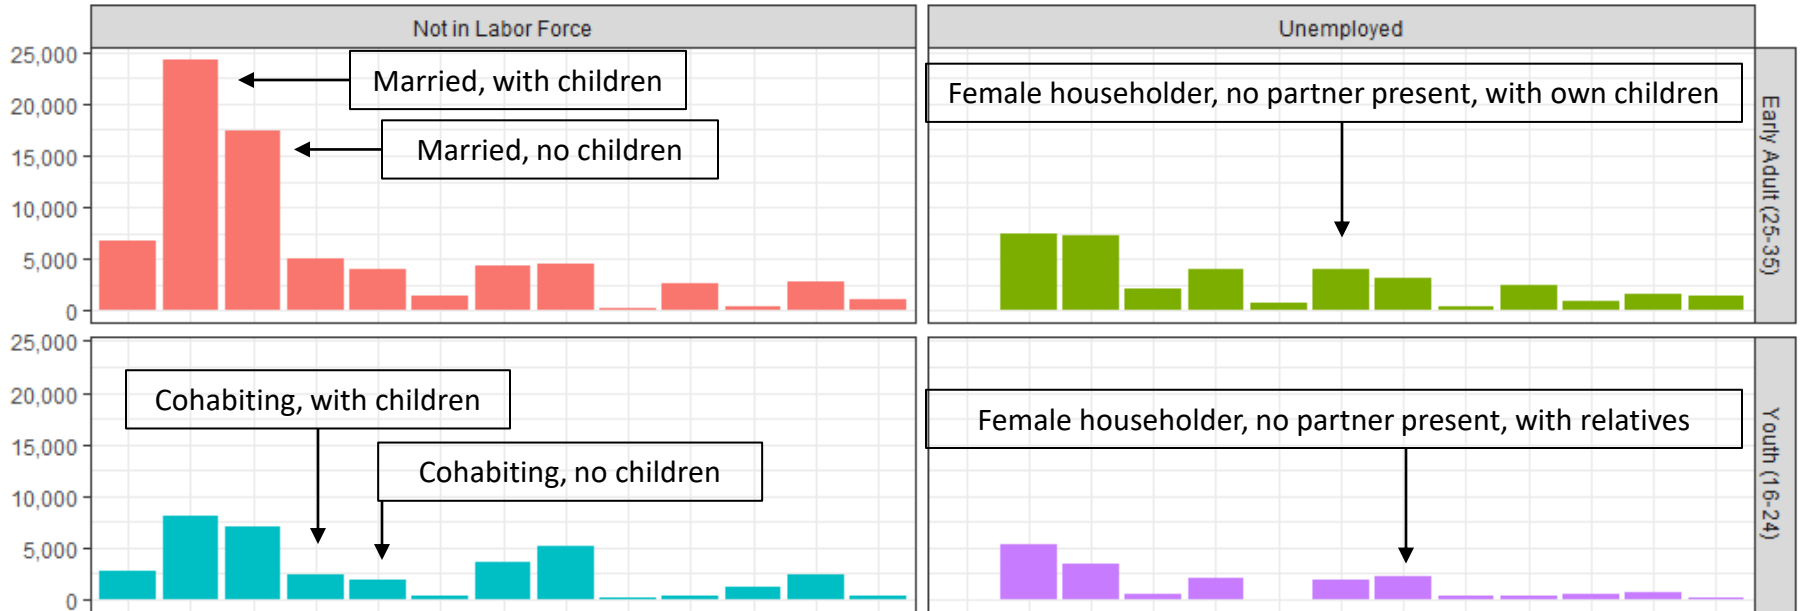 Not in Labor Force
Unemployed
25,000
20,000
15,000
10,000
5,000
0
Married, with children
Married, no children
Female householder, no partner present, with own children
Early Adult (25-35)
25,000
20,000
15,000
10,000
5,000
0
Cohabiting, with children
Cohabiting, no children
Female householder, no partner present, with relatives
Youth (16-24)